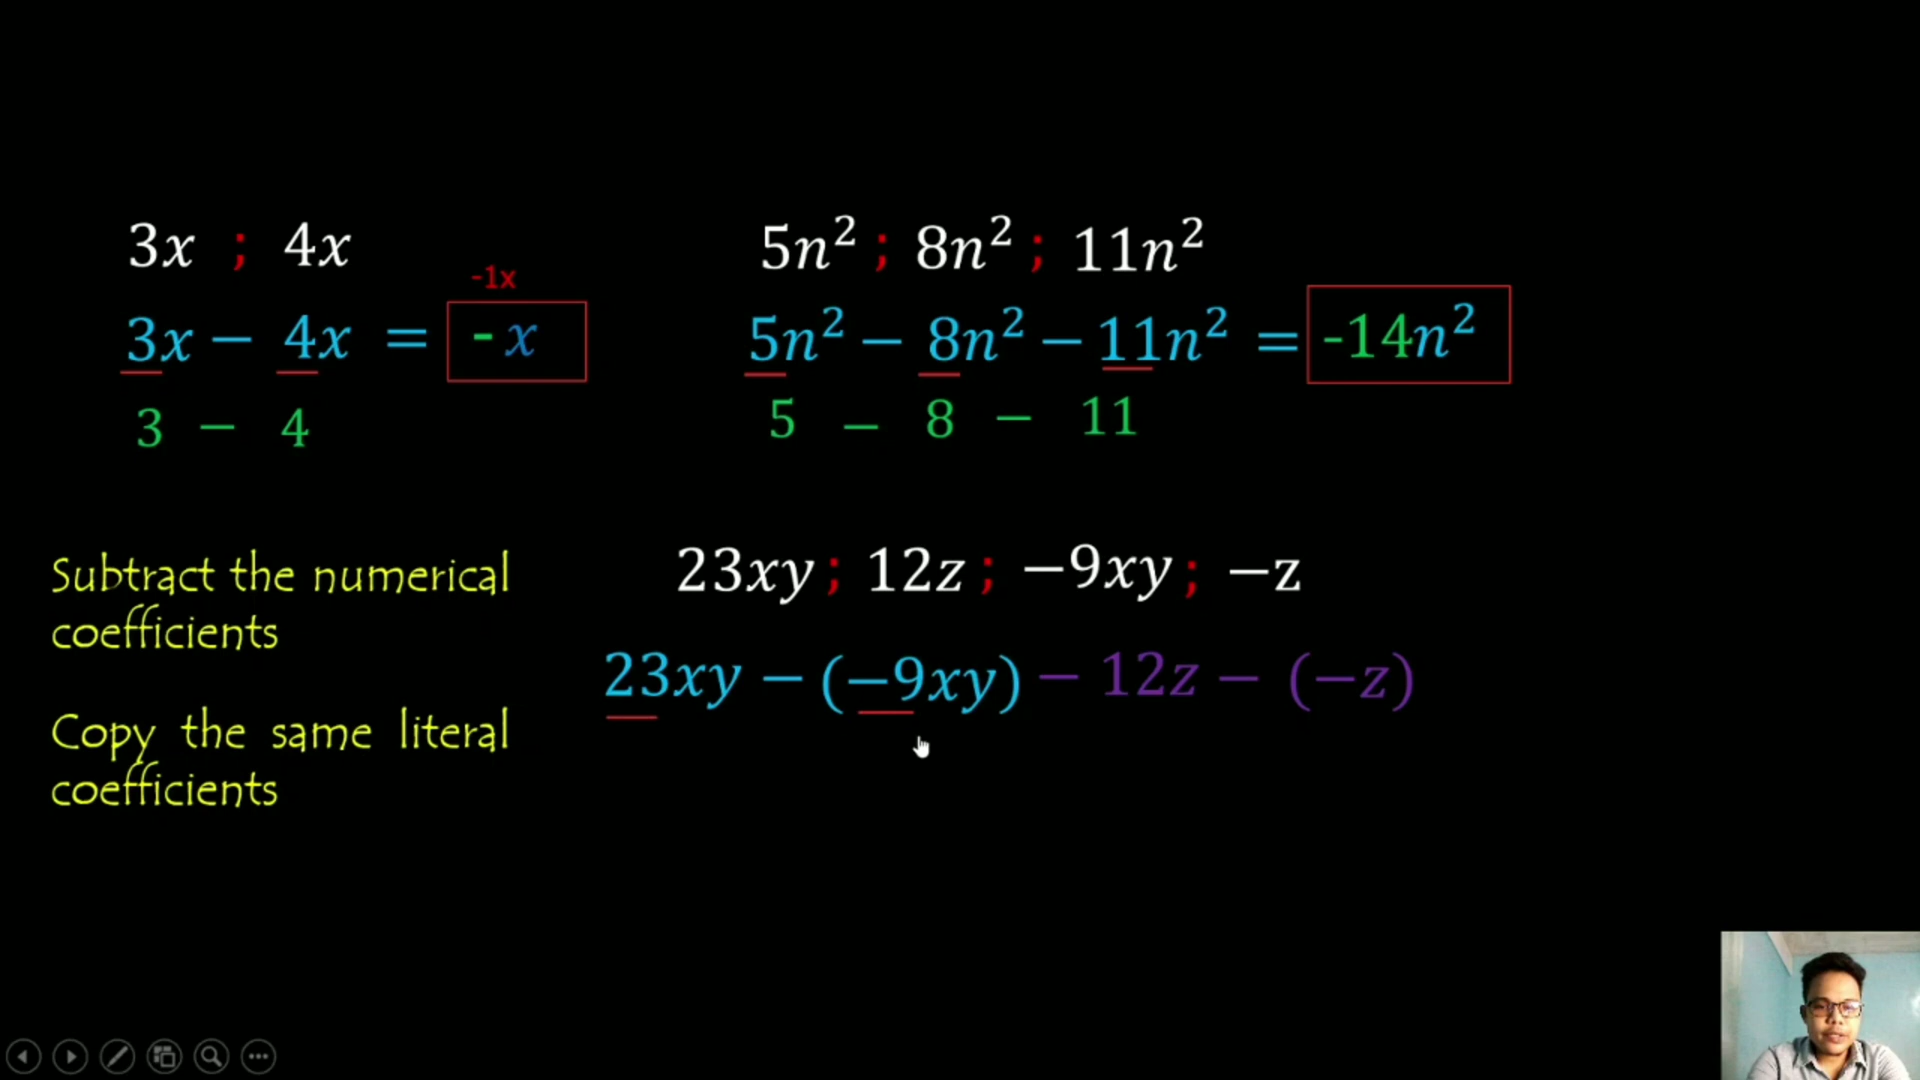 3x ; 4x
-1x
3x − 4x = - x
3 − 4
5n² ; 8n² ; 11n²
5n² − 8n² − 11n² = -14n²
5 − 8 − 11
Subtract the numerical
coefficients
Copy the same literal
coefficients
23xy ; 12z ; −9xy ; −z
23xy − (−9xy) − 12z − (−z)